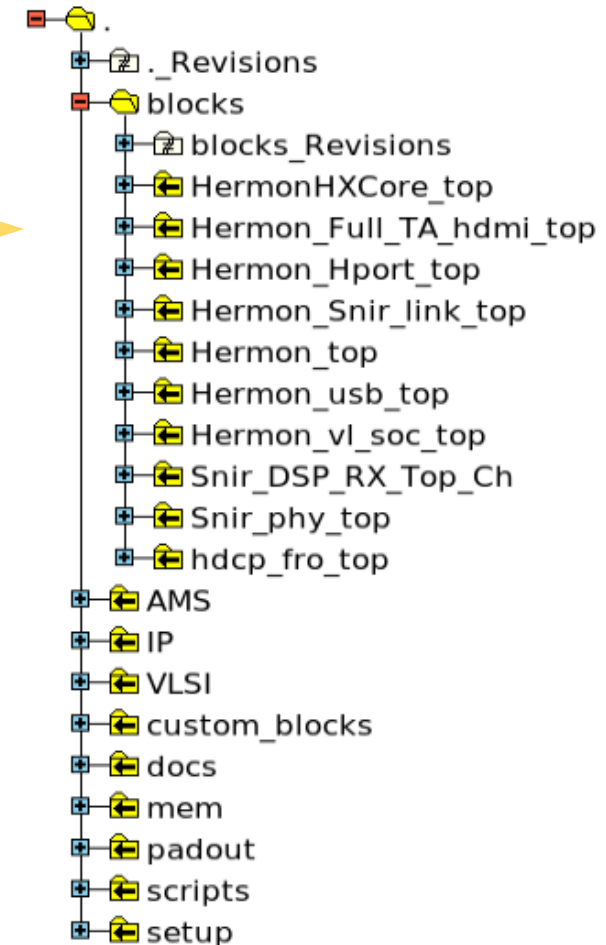 .
._Revisions
blocks
blocks_Revisions
HermonHXCore_top
Hermon_Full_TA_hdmi_top
Hermon_Hport_top
Hermon_Snir_link_top
Hermon_top
Hermon_usb_top
Hermon_vl_soc_top
Snir_DSP_RX_Top_Ch
Snir_phy_top
hdcp_fro_top
AMS
IP
VLSI
custom_blocks
docs
mem
padout
scripts
setup